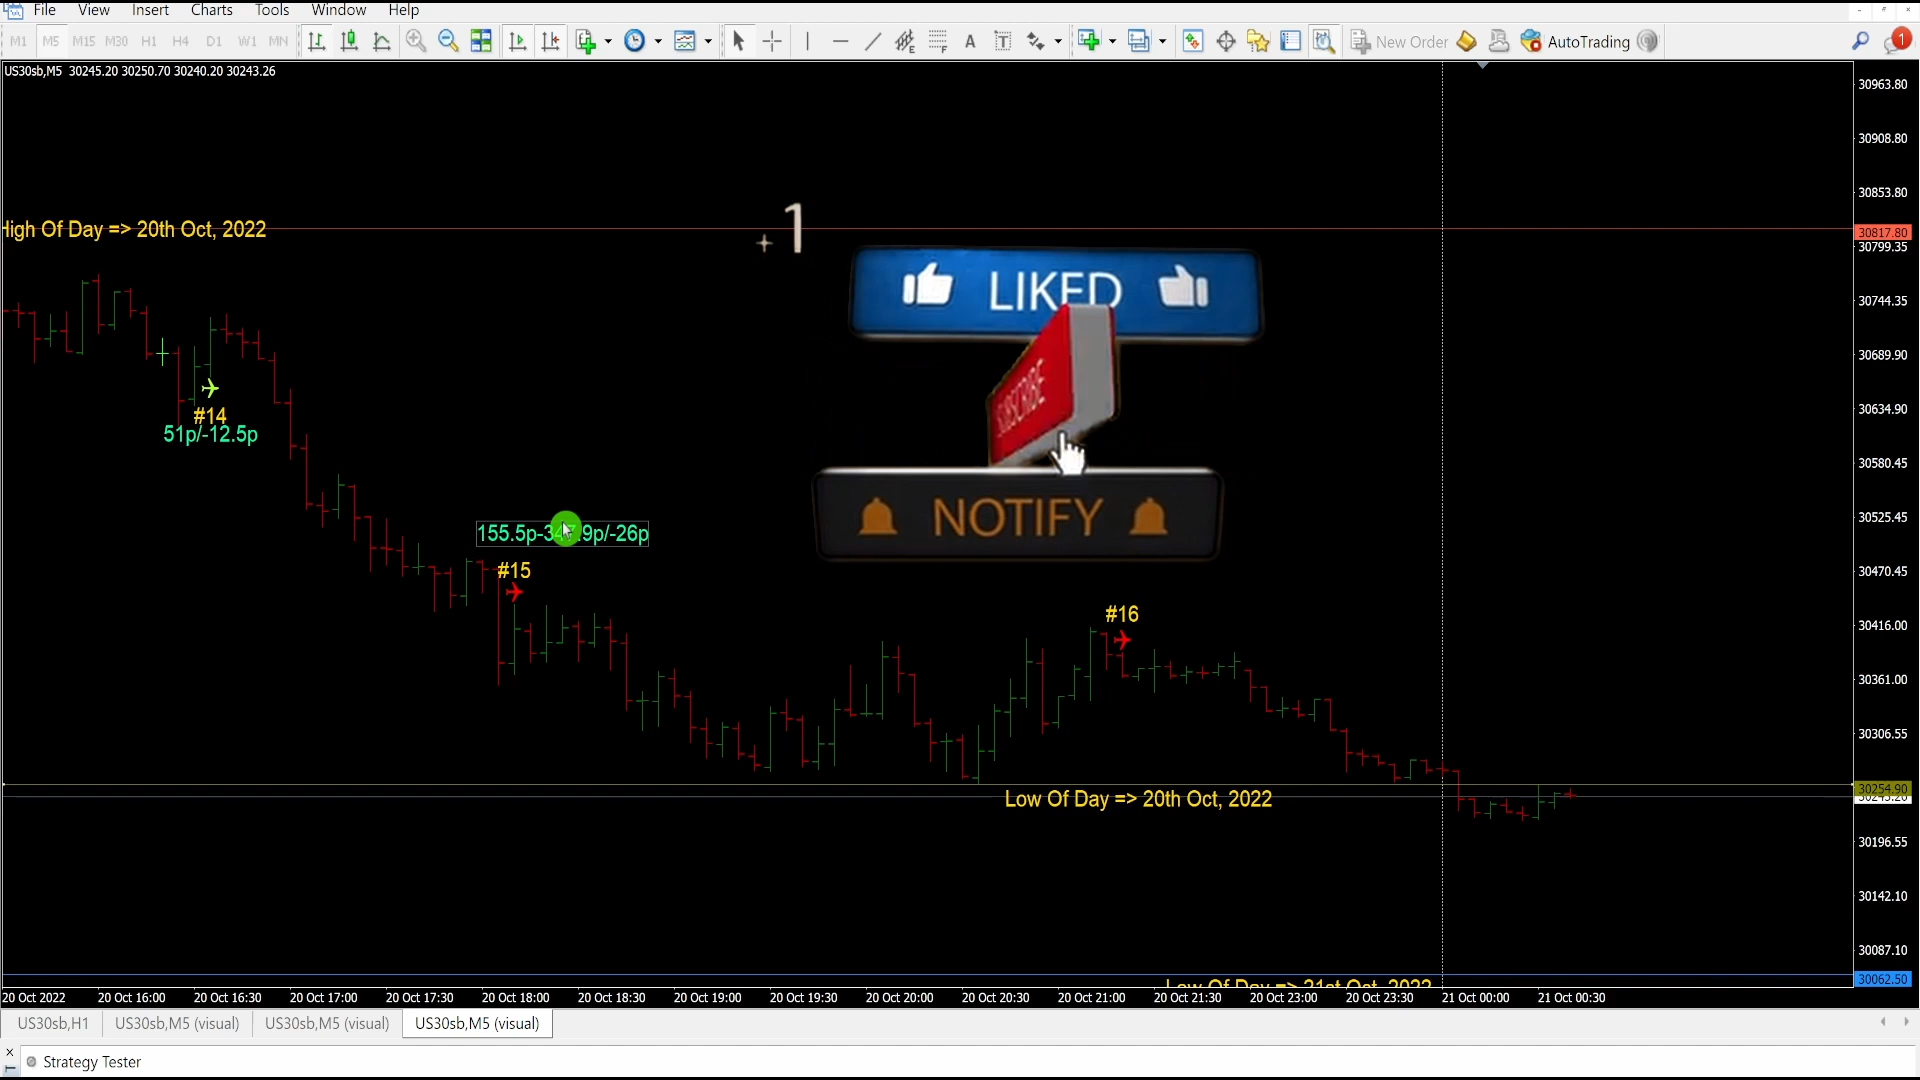 File View Insert Charts Tools Window Help
M1 M5 M15 M30 H1 H4 D1 W1 MN A T New Order AutoTrading 1
US30sb,M5 30245.20 30250.70 30240.20 30243.26
30963.80
30908.80
30853.80
High Of Day => 20th Oct, 2022
1
30817.80
30799.35
LIKED
30744.35
30689.90
SUBSCRIBE
#14
30634.90
51p/-12.5p
30580.45
NOTIFY
30525.45
155.5p- 9p/-26p
#15
30470.45
#16
30416.00
30361.00
30306.55
30254.90
Low Of Day => 20th Oct, 2022
30196.55
30142.10
30087.10
30062.50
Low Of Day => 21st Oct, 2022
20 Oct 2022 20 Oct 16:00 20 Oct 16:30 20 Oct 17:00 20 Oct 17:30 20 Oct 18:00 20 Oct 18:30 20 Oct 19:00 20 Oct 19:30 20 Oct 20:00 20 Oct 20:30 20 Oct 21:00 20 Oct 21:30 20 Oct 23:00 20 Oct 23:30 21 Oct 00:00 21 Oct 00:30
US30sb,H1 US30sb,M5 (visual) US30sb,M5 (visual) US30sb,M5 (visual)
Strategy Tester